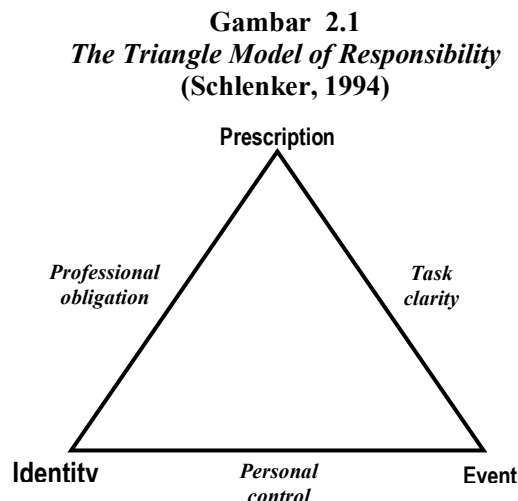 Gambar 2.1
The Triangle Model of Responsibility
(Schlenker, 1994)
Prescription
Professional
obligation
Task
clarity
Identity
Personal
control
Event